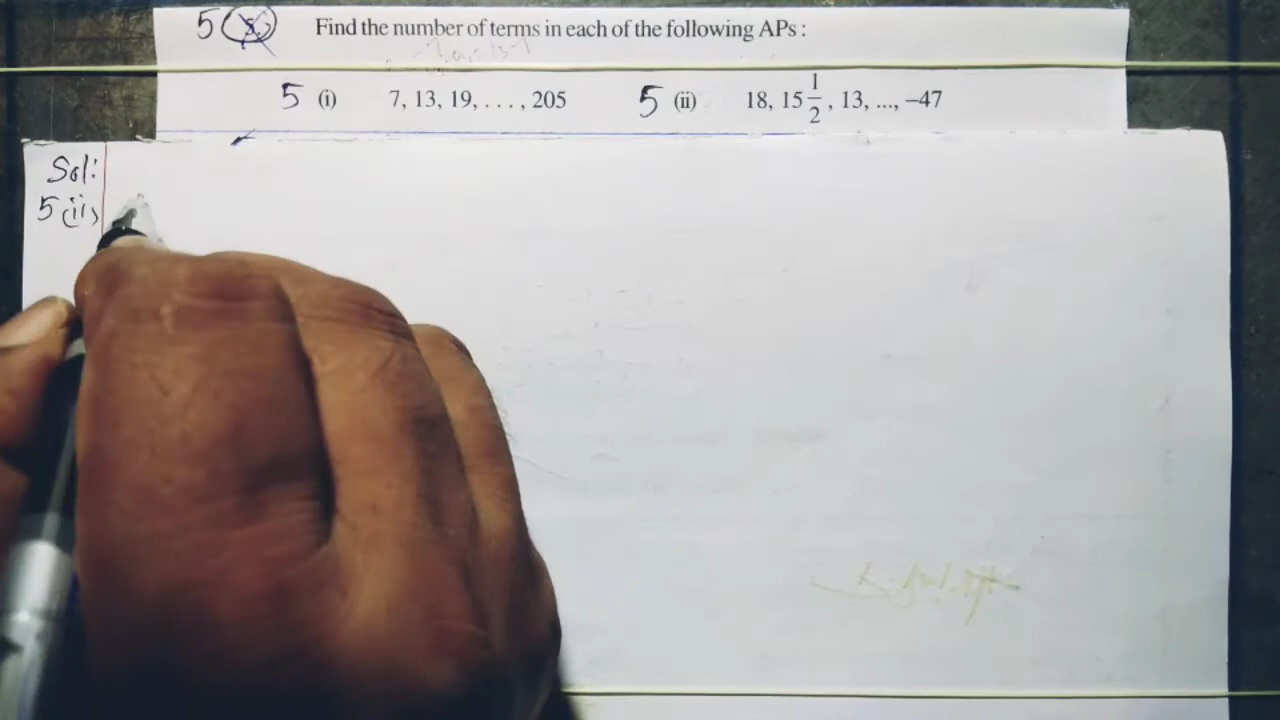 5 5. Find the number of terms in each of the following APs :
5 (i) 7, 13, 19, . . . , 205 5 (ii) 18, 15 1/2 , 13, ..., –47
Sol:
5 (ii)